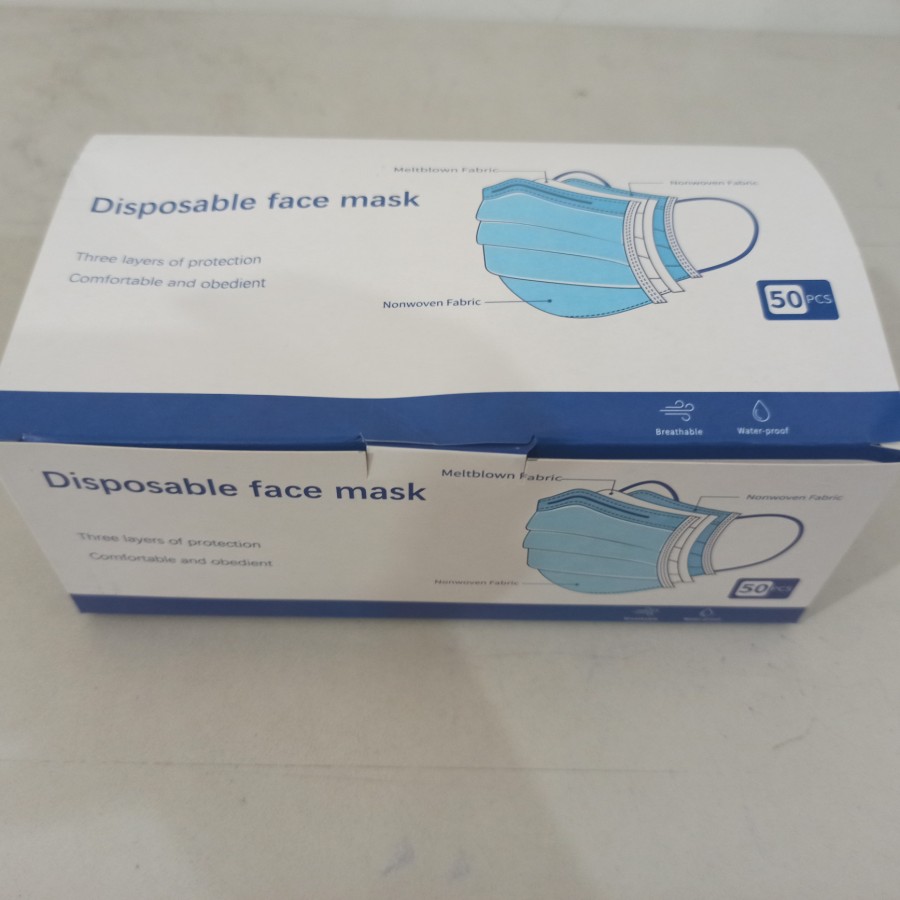 Meltblown Fabric
Nonwoven Fabric
Disposable face mask
Three layers of protection
Comfortable and obedient
Nonwoven Fabric
50 PCS
Breathable
Water-proof
Disposable face mask
Meltblown Fabric
Nonwoven Fabric
Three layers of protection
Comfortable and obedient
Nonwoven Fabric
50 PCS